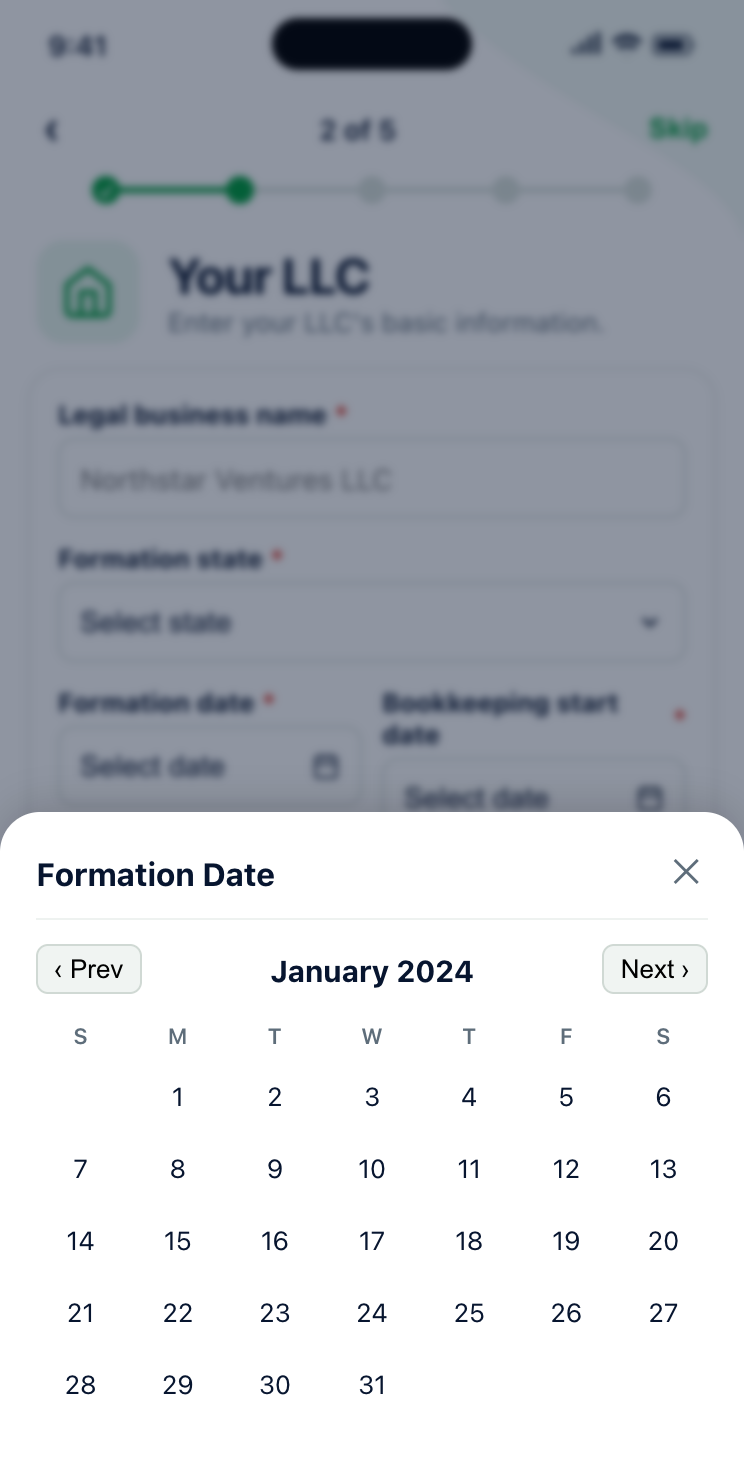 9:41
2 of 5
Skip
Your LLC
Enter your LLC's basic information.
Legal business name *
Northstar Ventures LLC
Formation state *
Select state
Formation date *
Bookkeeping start date *
Select date
Select date
Formation Date
‹ Prev
January 2024
Next ›
S M T W T F S
1 2 3 4 5 6
7 8 9 10 11 12 13
14 15 16 17 18 19 20
21 22 23 24 25 26 27
28 29 30 31